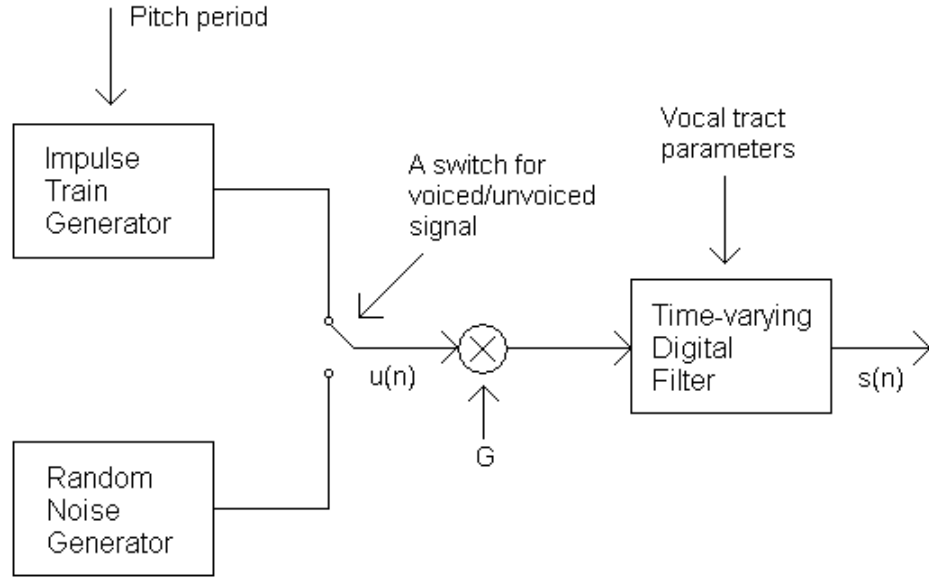 Pitch period
Impulse
Train
Generator
A switch for
voiced/unvoiced
signal
Vocal tract
parameters
Time-varying
Digital
Filter
u(n)
s(n)
G
Random
Noise
Generator